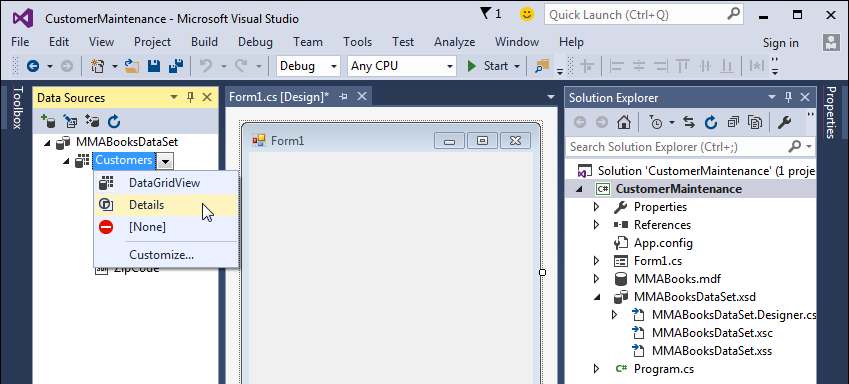 CustomerMaintenance - Microsoft Visual Studio
1
Quick Launch (Ctrl+Q)
File Edit View Project Build Debug Team Tools Test Analyze Window Help Sign in
Debug Any CPU Start
Toolbox
Data Sources
MMABooksDataSet
Customers
DataGridView
Details
[None]
Customize...
ZipCode
Form1.cs [Design]*
Form1
Solution Explorer
Search Solution Explorer (Ctrl+;)
Solution 'CustomerMaintenance' (1 proje
CustomerMaintenance
Properties
References
App.config
Form1.cs
MMABooks.mdf
MMABooksDataSet.xsd
MMABooksDataSet.Designer.cs
MMABooksDataSet.xsc
MMABooksDataSet.xss
Program.cs
Properties